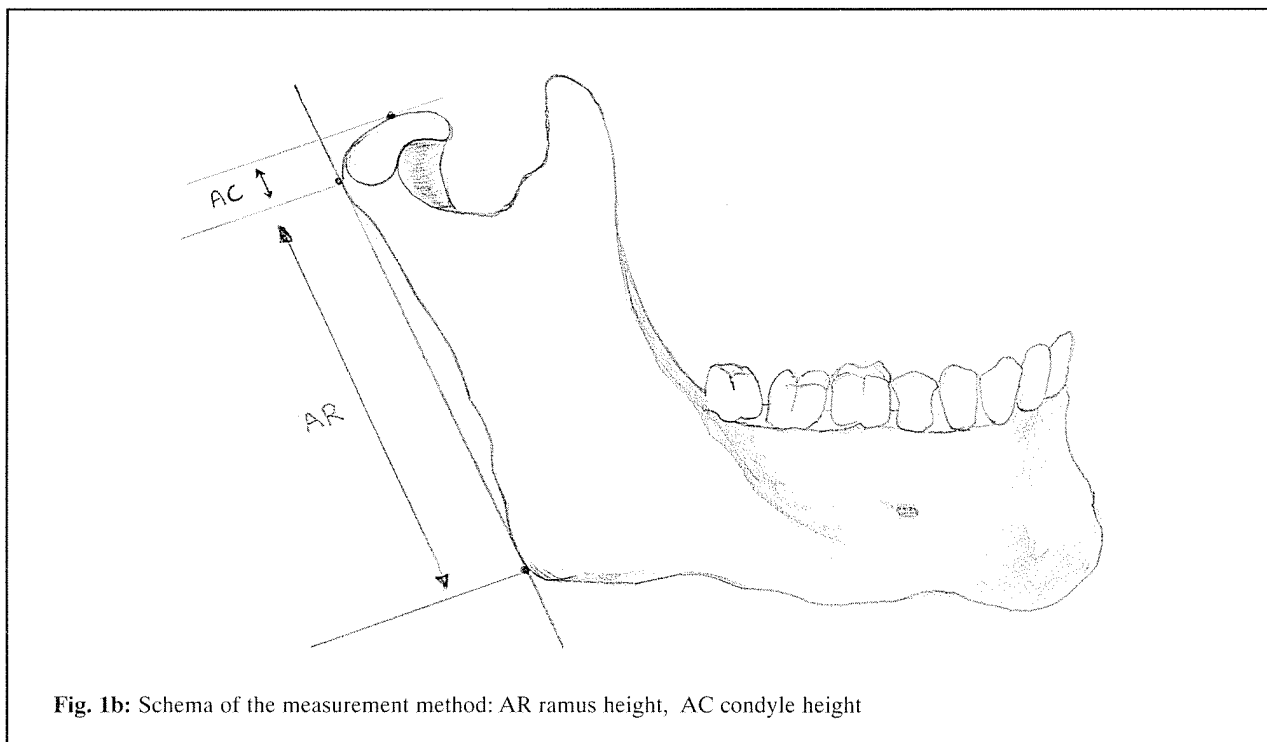 AC
AR
Fig. 1b: Schema of the measurement method: AR ramus height, AC condyle height